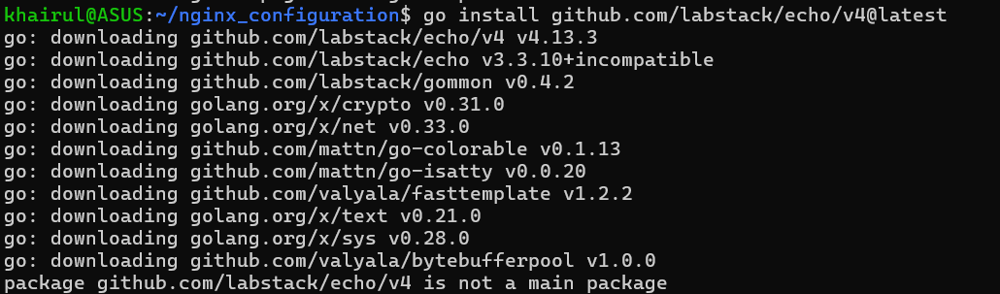 khairul@ASUS:~/nginx_configuration$ go install github.com/labstack/echo/v4@latest
go: downloading github.com/labstack/echo/v4 v4.13.3
go: downloading github.com/labstack/echo v3.3.10+incompatible
go: downloading github.com/labstack/gommon v0.4.2
go: downloading golang.org/x/crypto v0.31.0
go: downloading golang.org/x/net v0.33.0
go: downloading github.com/mattn/go-colorable v0.1.13
go: downloading github.com/mattn/go-isatty v0.0.20
go: downloading github.com/valyala/fasttemplate v1.2.2
go: downloading golang.org/x/text v0.21.0
go: downloading golang.org/x/sys v0.28.0
go: downloading github.com/valyala/bytebufferpool v1.0.0
package github.com/labstack/echo/v4 is not a main package